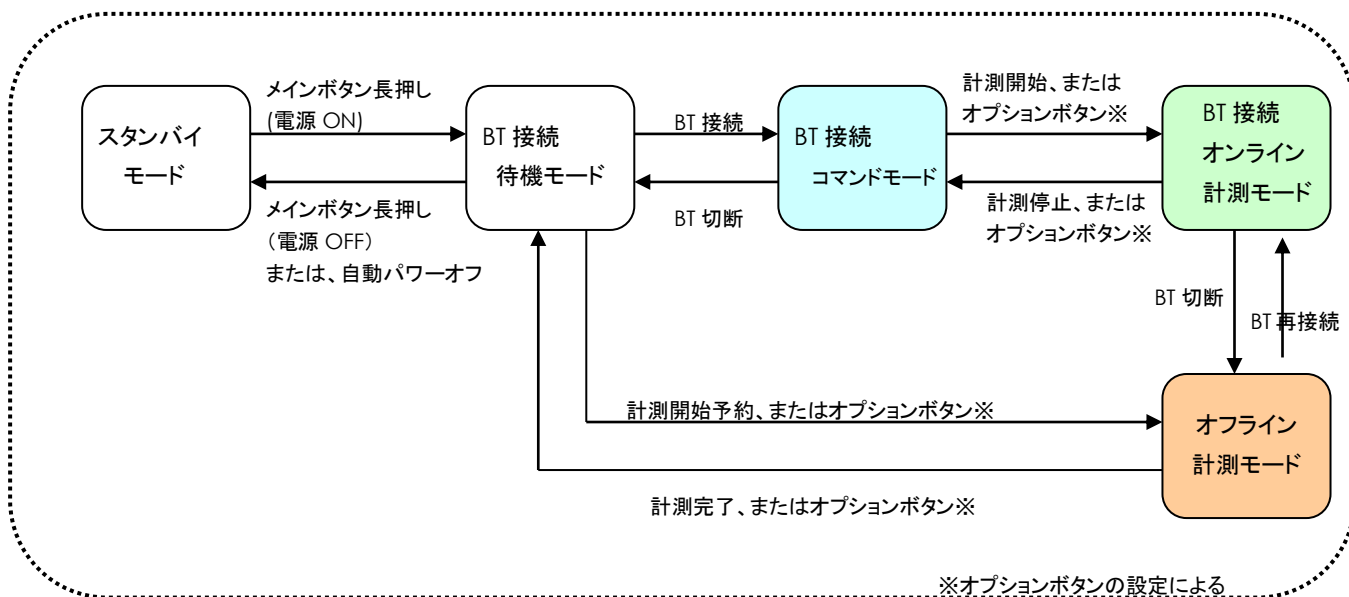 メインボタン長押し
(電源 ON)
スタンバイ
モード
メインボタン長押し
（電源 OFF）
または、自動パワーオフ
BT 接続
待機モード
BT 接続
BT 切断
BT 接続
コマンドモード
計測開始、または
オプションボタン※
計測停止、または
オプションボタン※
BT 接続
オンライン
計測モード
BT 切断
BT 再接続
計測開始予約、またはオプションボタン※
オフライン
計測モード
計測完了、またはオプションボタン※
※オプションボタンの設定による